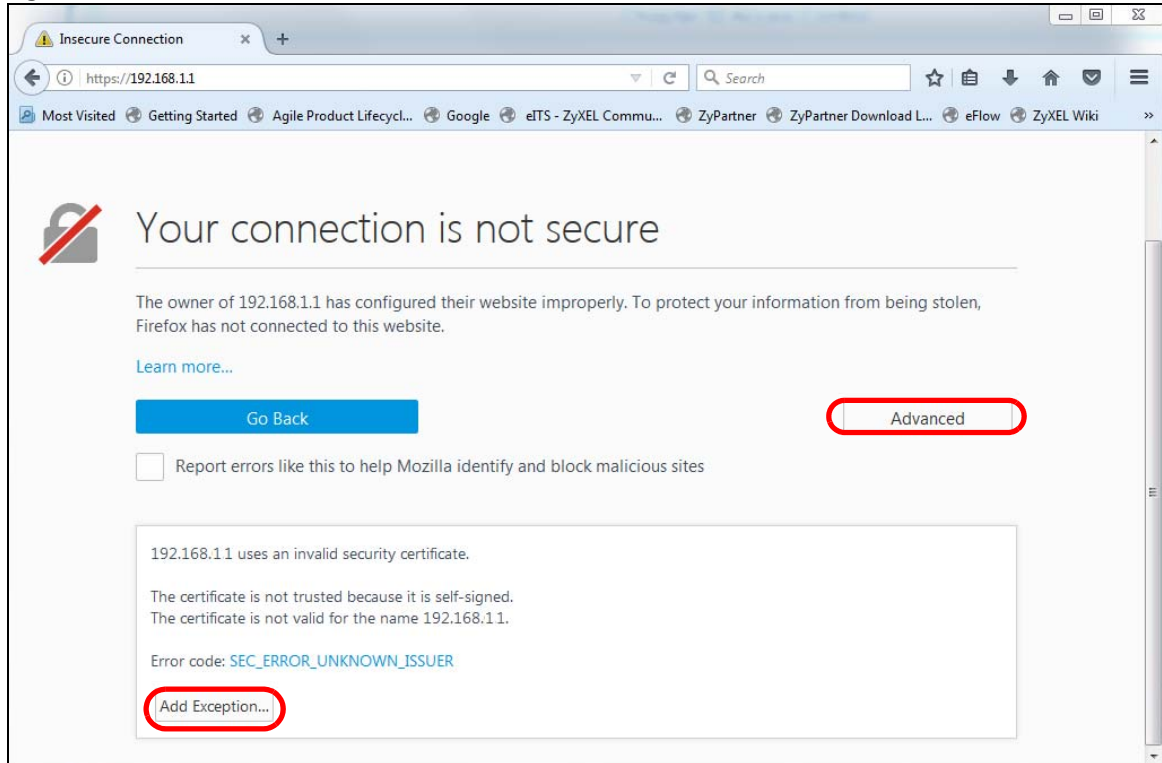 Insecure Connection
https://192.168.1.1
Search
Most Visited Getting Started Agile Product Lifecycl... Google eITS - ZyXEL Commu... ZyPartner ZyPartner Download L... eFlow ZyXEL Wiki
Your connection is not secure
The owner of 192.168.1.1 has configured their website improperly. To protect your information from being stolen,
Firefox has not connected to this website.
Learn more...
Go Back
Advanced
Report errors like this to help Mozilla identify and block malicious sites
192.168.1.1 uses an invalid security certificate.
The certificate is not trusted because it is self-signed.
The certificate is not valid for the name 192.168.1.1.
Error code: SEC_ERROR_UNKNOWN_ISSUER
Add Exception...